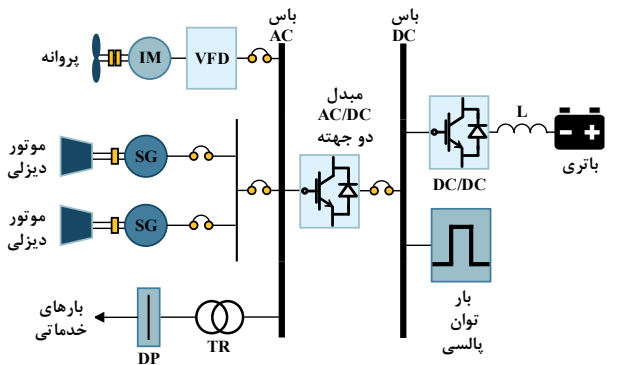 باس
AC
باس
DC
پروانه
IM
VFD
مبدل
AC/DC
دو جهته
L
باتری
DC/DC
موتور
دیزلی
SG
موتور
دیزلی
SG
بار
توان
پالسی
بارهای
خدماتی
DP
TR